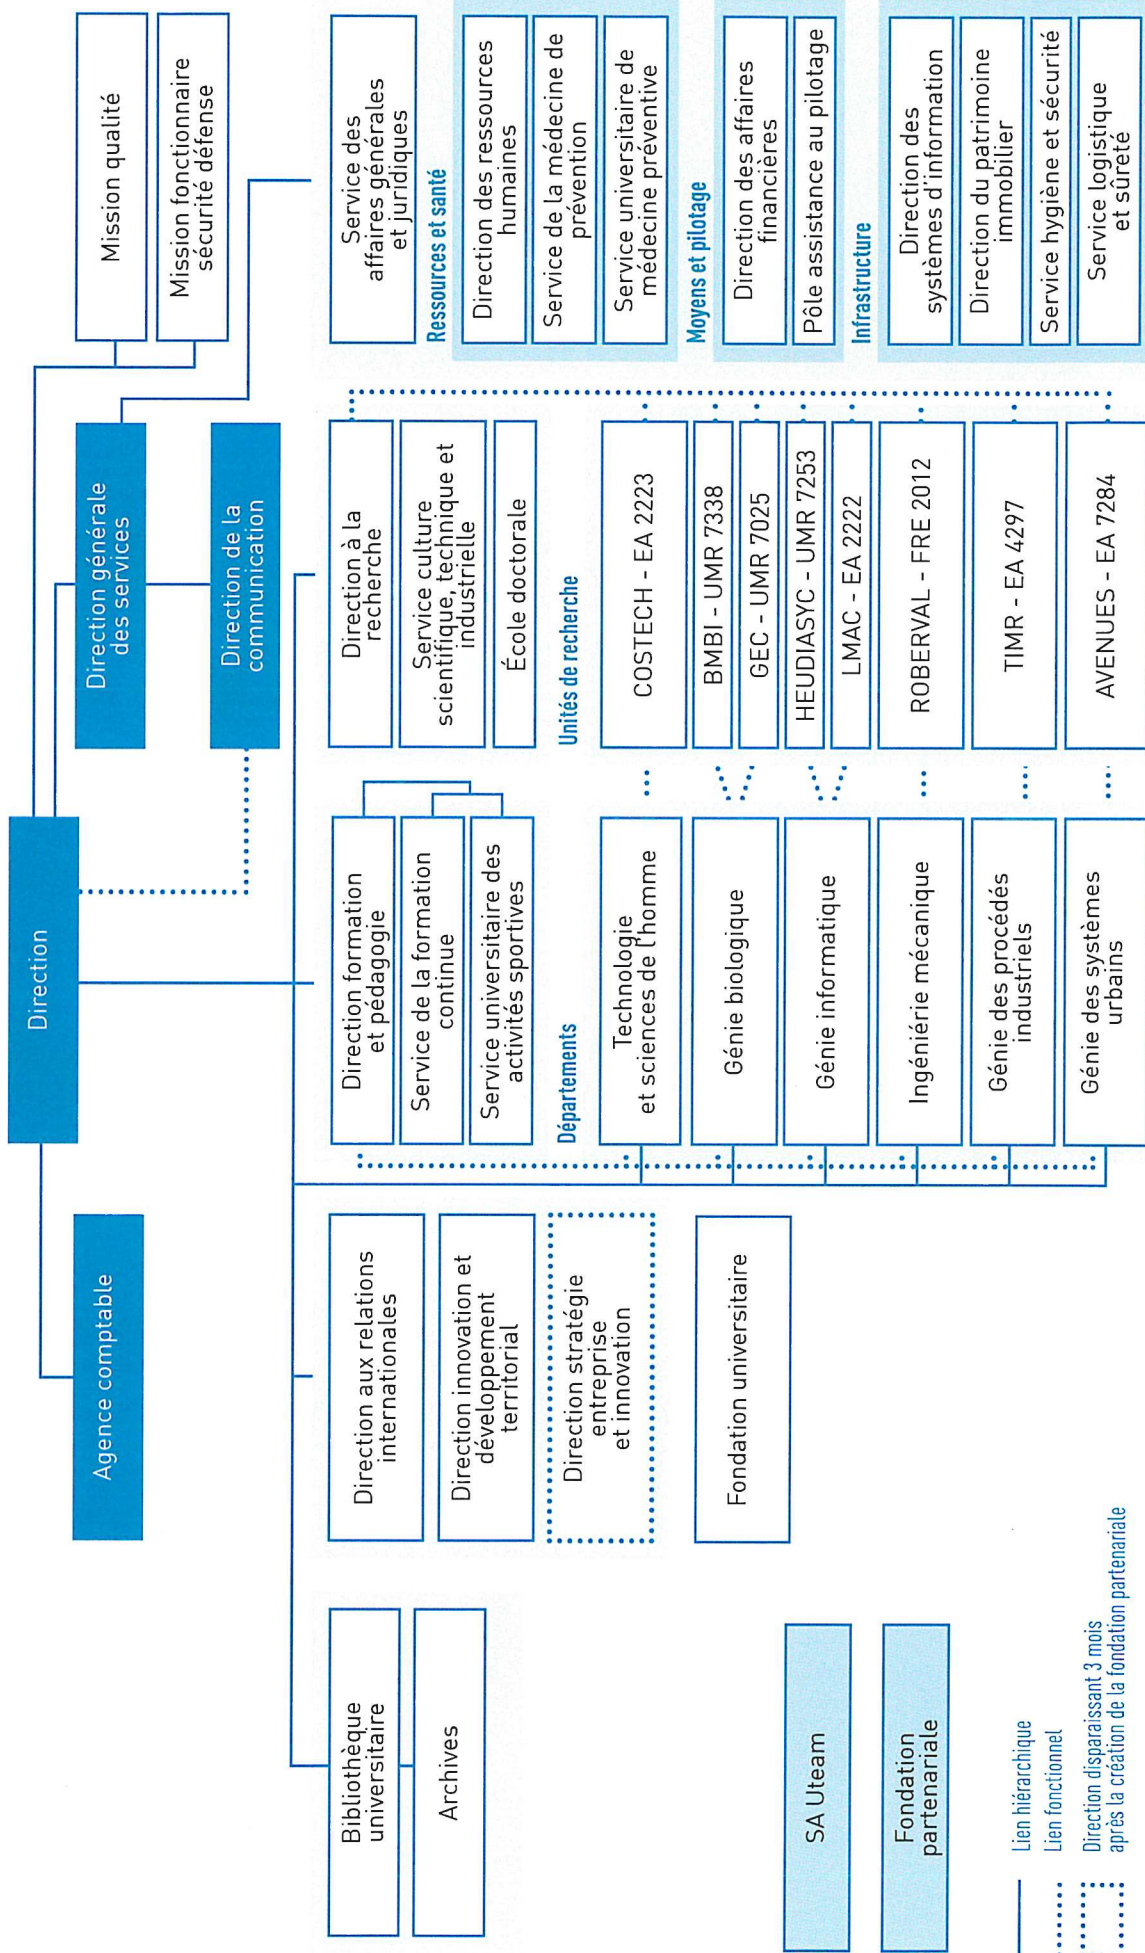 Direction
Agence comptable
Direction générale
des services
Direction de la
communication
Mission qualité
Mission fonctionnaire
sécurité défense
Bibliothèque
universitaire
Archives
Direction aux relations
internationales
Direction innovation et
développement
territorial
Direction stratégie
entreprise
et innovation
Fondation universitaire
Direction formation
et pédagogie
Service de la formation
continue
Service universitaire des
activités sportives
Départements
Technologie
et sciences de l'homme
Génie biologique
Génie informatique
Ingéniérie mécanique
Génie des procédés
industriels
Génie des systèmes
urbains
Direction à la
recherche
Service culture
scientifique, technique et
industrielle
École doctorale
Unités de recherche
COSTECH - EA 2223
BMBI - UMR 7338
GEC - UMR 7025
HEUDIASYC - UMR 7253
LMAC - EA 2222
ROBERVAL - FRE 2012
TIMR - EA 4297
AVENUES - EA 7284
Service des
affaires générales
et juridiques
Ressources et santé
Direction des ressources
humaines
Service de la médecine de
prévention
Service universitaire de
médecine préventive
Moyens et pilotage
Direction des affaires
financières
Pôle assistance au pilotage
Infrastructure
Direction des
systèmes d'information
Direction du patrimoine
immobilier
Service hygiène et sécurité
Service logistique
et sûreté
SA Uteam
Fondation
partenariale
Lien hiérarchique
Lien fonctionnel
Direction disparaissant 3 mois
après la création de la fondation partenariale